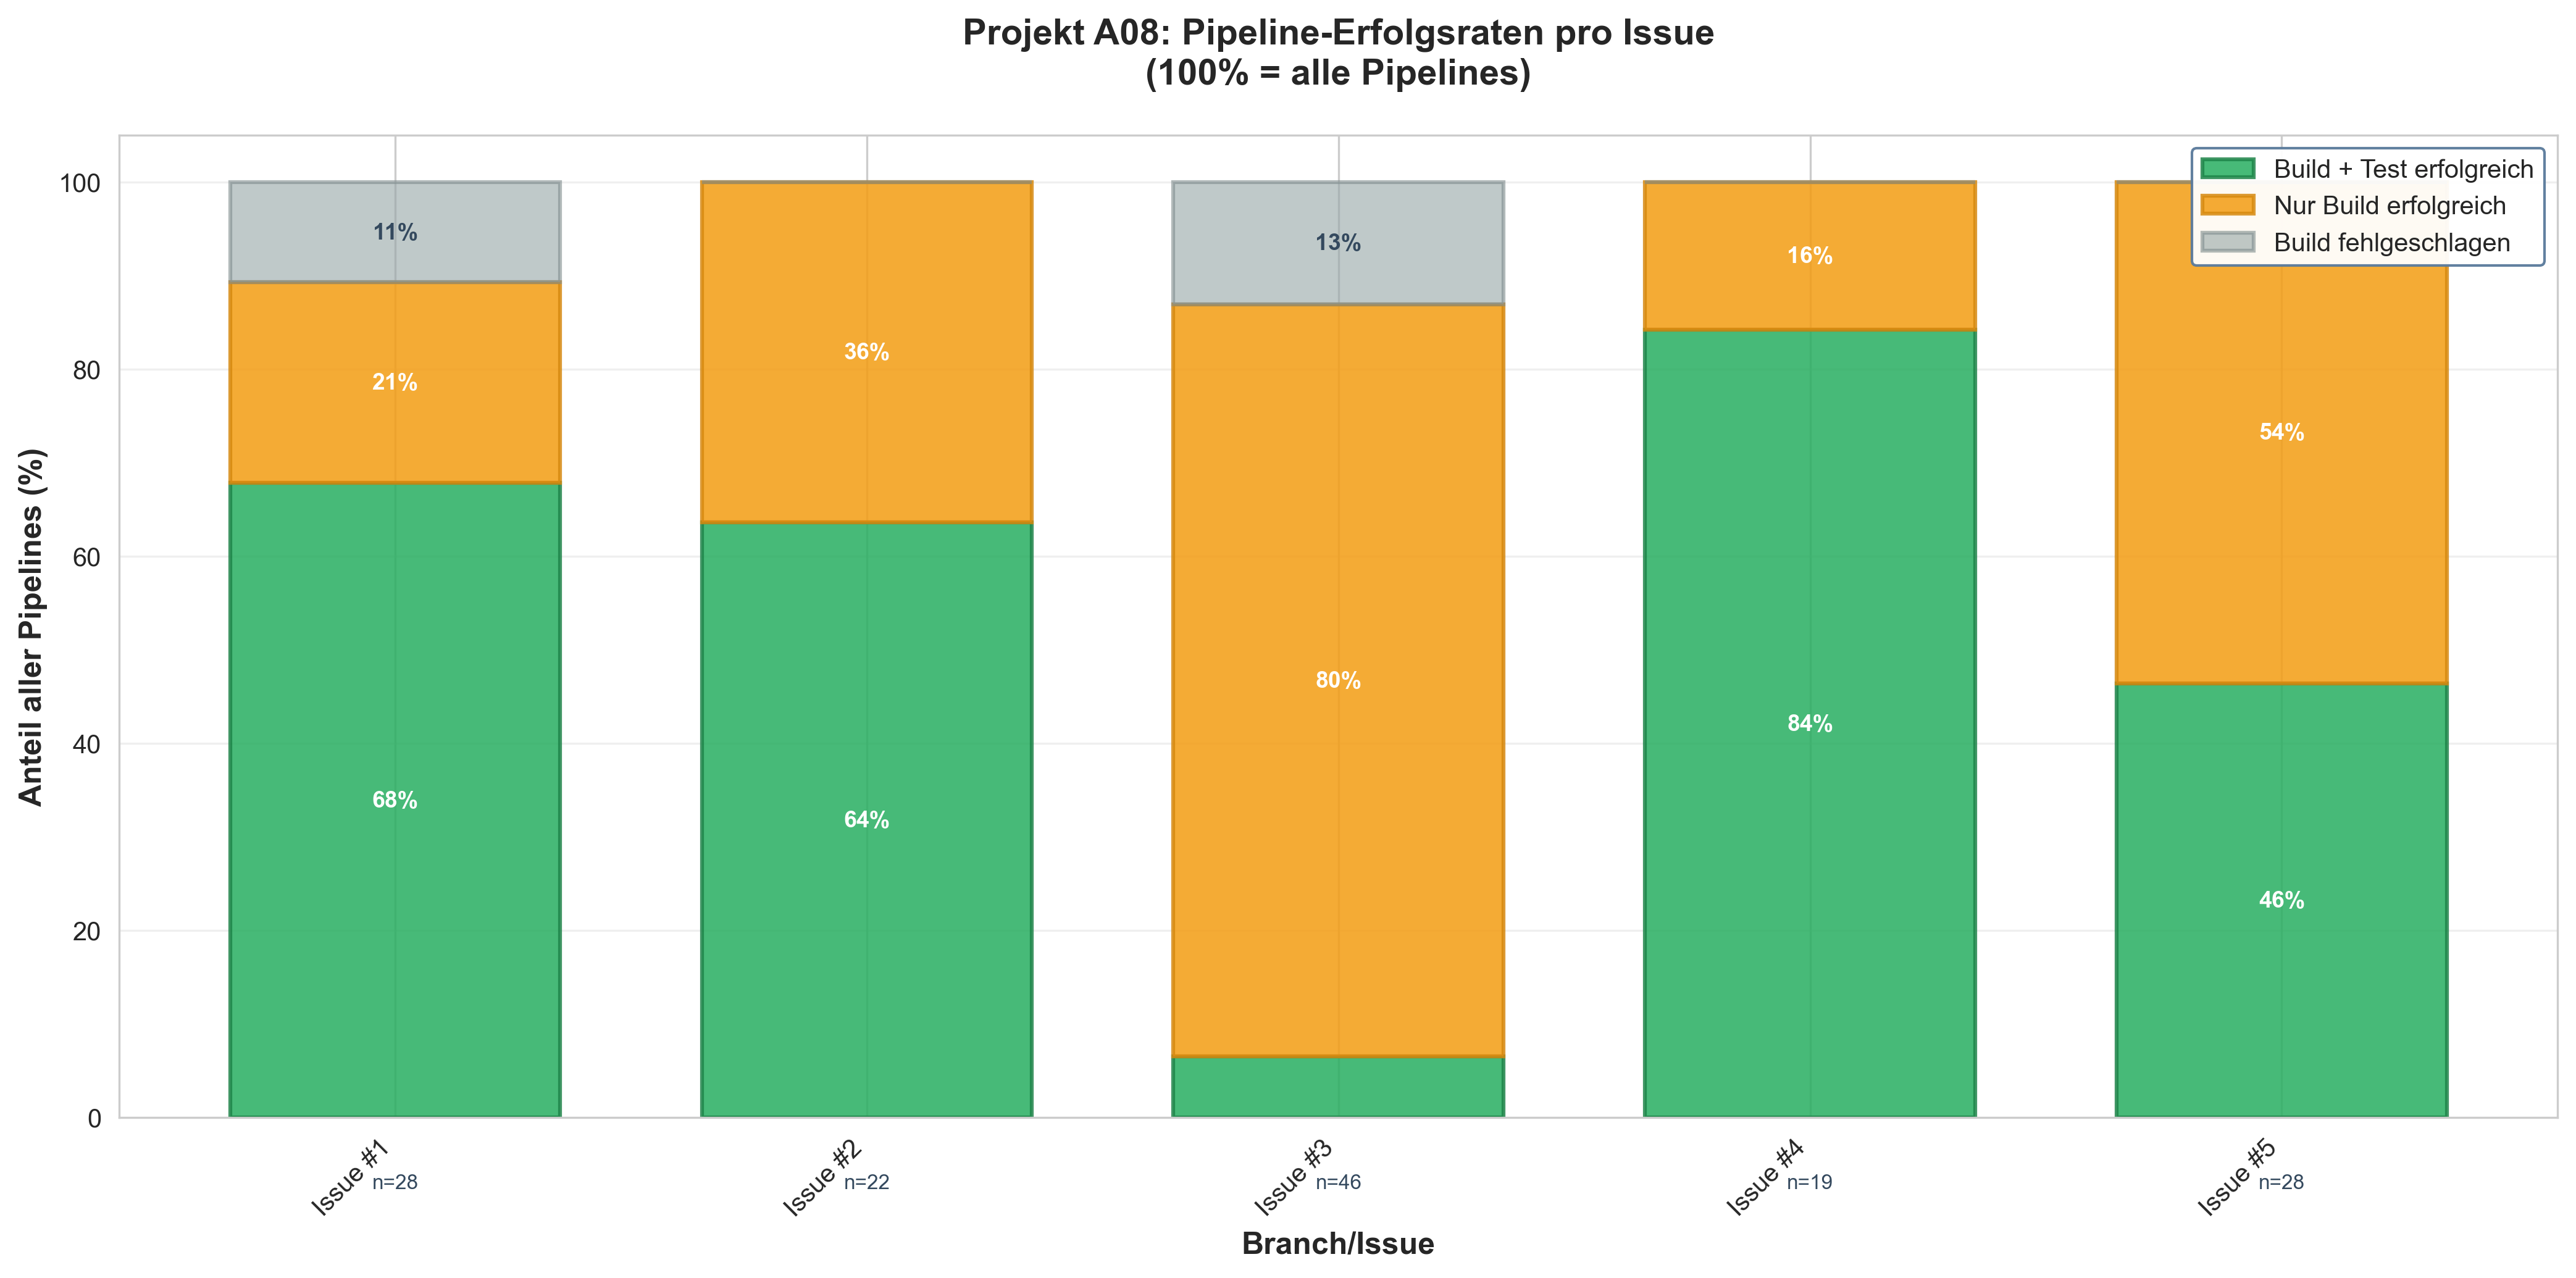 Projekt A08: Pipeline-Erfolgsraten pro Issue
(100% = alle Pipelines)
Anteil aller Pipelines (%)
100
80
60
40
20
0
Build + Test erfolgreich
Nur Build erfolgreich
Build fehlgeschlagen
11%
21%
68%
36%
64%
13%
80%
16%
84%
54%
46%
Issue #1
n=28
Issue #2
n=22
Issue #3
n=46
Issue #4
n=19
Issue #5
n=28
Branch/Issue